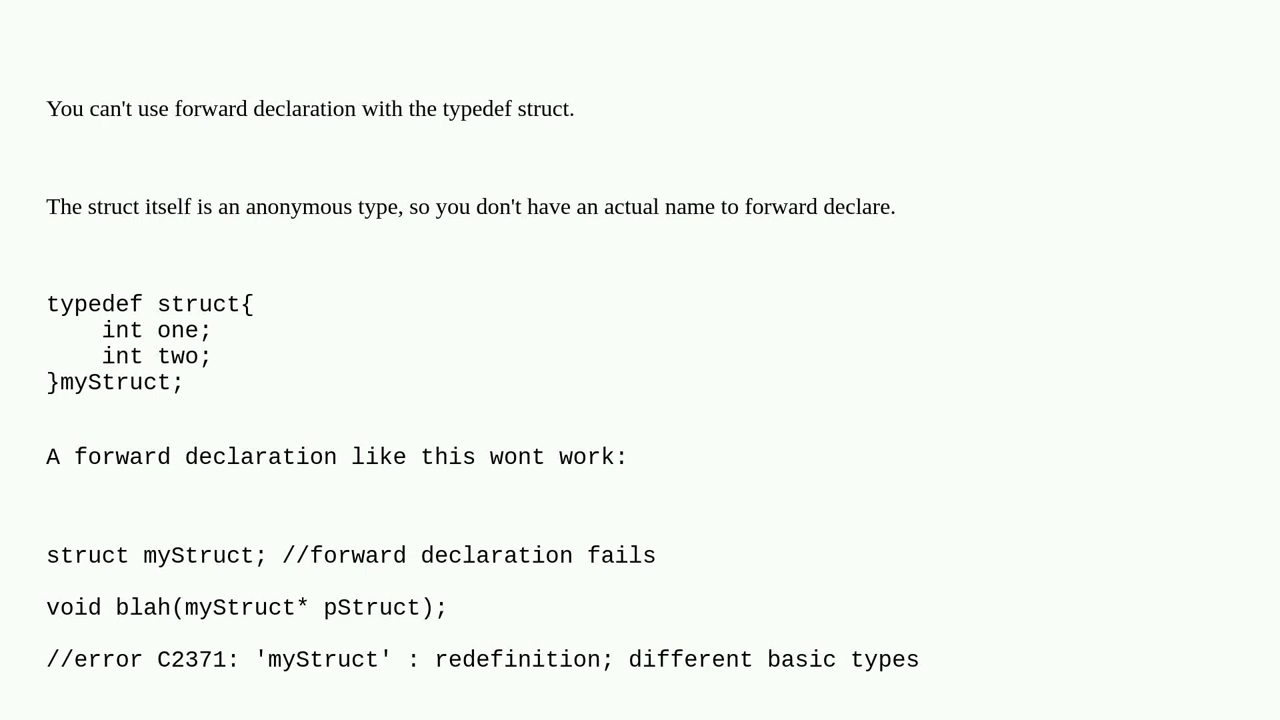 You can't use forward declaration with the typedef struct.
The struct itself is an anonymous type, so you don't have an actual name to forward declare.
typedef struct{
    int one;
    int two;
}myStruct;
A forward declaration like this wont work:
struct myStruct; //forward declaration fails
void blah(myStruct* pStruct);
//error C2371: 'myStruct' : redefinition; different basic types